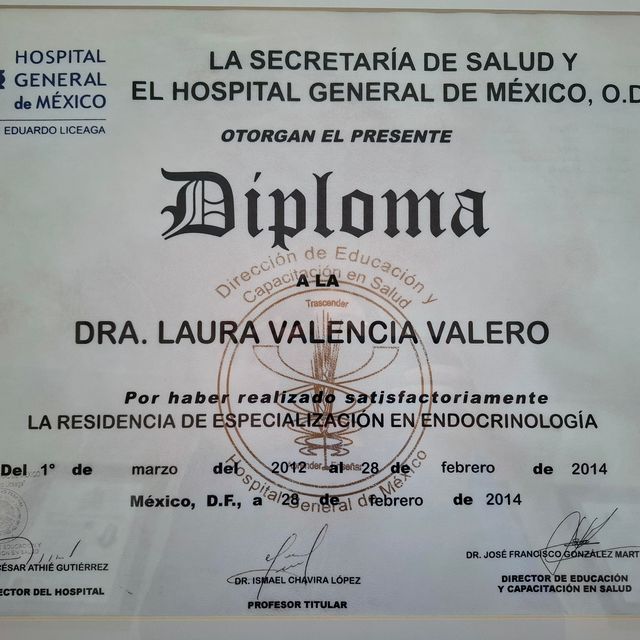 HOSPITAL
GENERAL
de MÉXICO
EDUARDO LICEAGA
LA SECRETARÍA DE SALUD Y
EL HOSPITAL GENERAL DE MÉXICO, O.D
OTORGAN EL PRESENTE
Diploma
Dirección de Educación y
Capacitación en Salud
A LA
Trascender
DRA. LAURA VALENCIA VALERO
Por haber realizado satisfactoriamente
LA RESIDENCIA DE ESPECIALIZACIÓN EN ENDOCRINOLOGÍA
Del 1° de marzo del 2012 al 28 de febrero de 2014
Hospital General de México
México, D.F., a 28 de febrero de 2014
CÉSAR ATHIÉ GUTIÉRREZ
CTOR DEL HOSPITAL
DR. ISMAEL CHAVIRA LÓPEZ
PROFESOR TITULAR
DR. JOSÉ FRANCISCO GONZÁLEZ MART
DIRECTOR DE EDUCACIÓN
Y CAPACITACIÓN EN SALUD